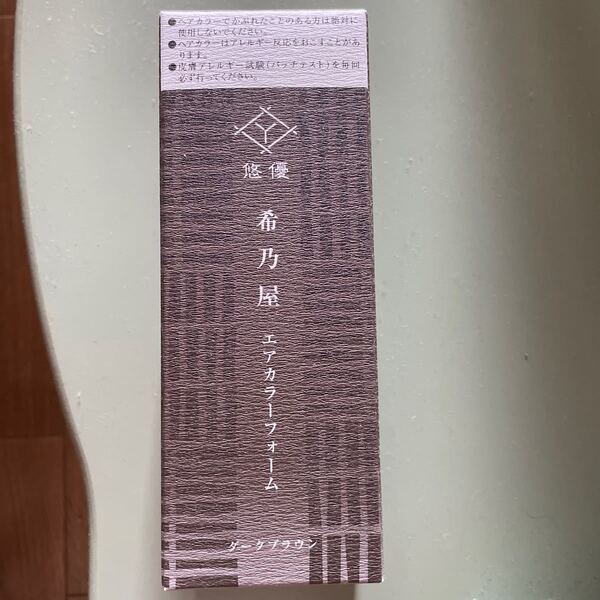 ●ヘアカラーでかぶれたことのある方は絶対に
使用しないでください。
●ヘアカラーはアレルギー反応をおこすことがあ
ります。
●皮膚アレルギー試験(パッチテスト)を毎回
必ず行ってください。
悠優
希乃屋 エアカラーフォーム
ダークブラウン